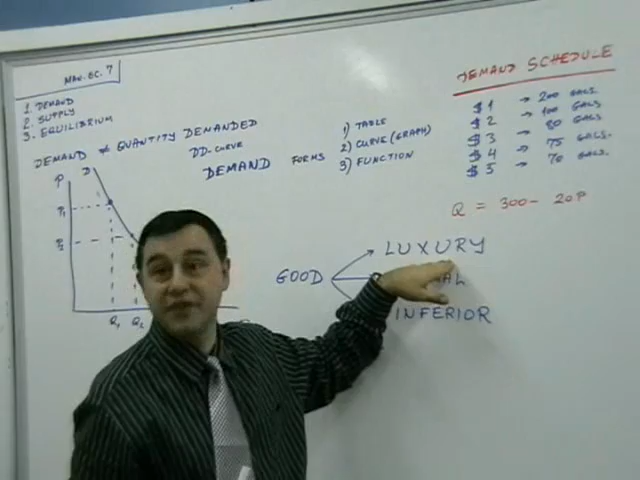 MAN. EC. 7
1. DEMAND
2. SUPPLY
3. EQUILIBRIUM
DEMAND ≠ QUANTITY DEMANDED
DD-CURVE
DEMAND FORMS
1) TABLE
2) CURVE (GRAPH)
3) FUNCTION
DEMAND SCHEDULE
$1 → 200 GALS.
$2 → 100 GALS
$3 → 80 GALS
$4 → 75 GALS.
$5 → 70 GALS.
Q = 300 - 20P
P
D
P1
P2
Q1 Q2
GOOD
LUXURY
AL
INFERIOR